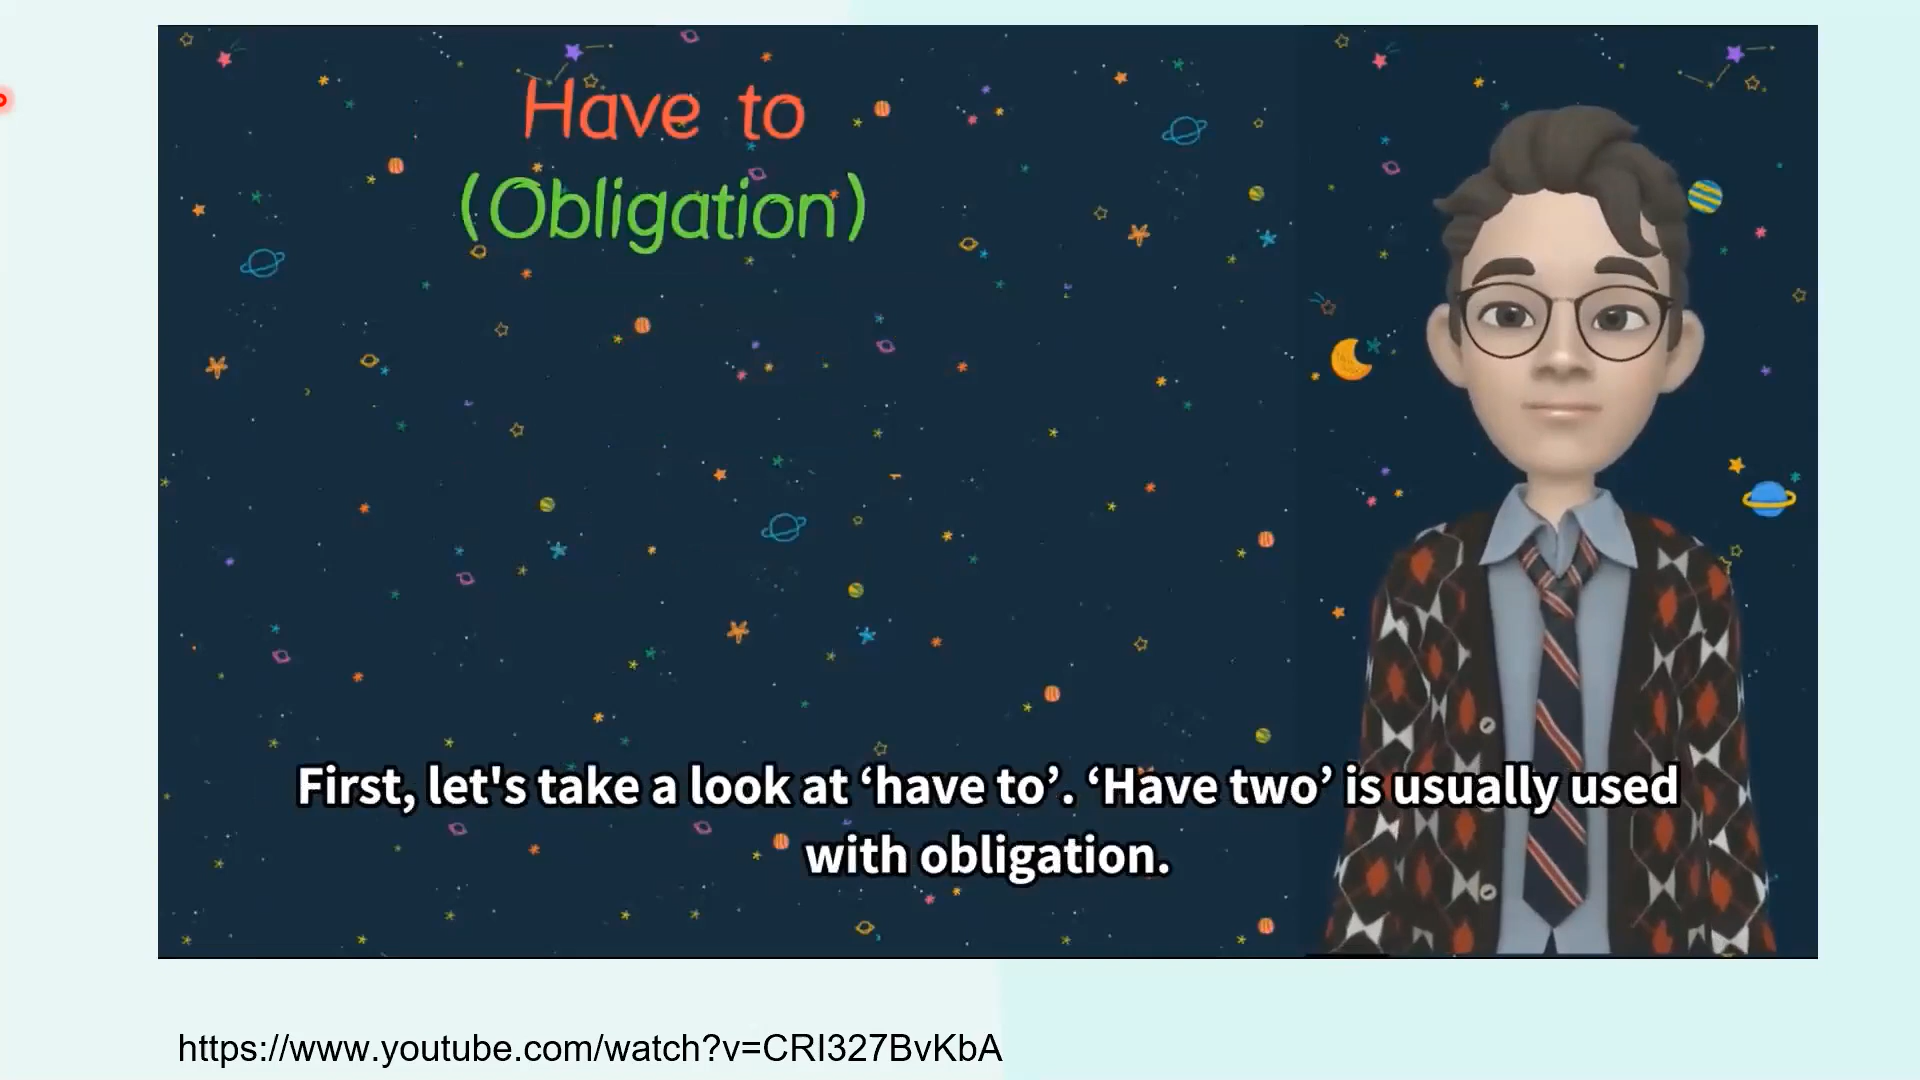 Have to
(Obligation)
First, let's take a look at ‘have to’. ‘Have two’ is usually used
with obligation.
https://www.youtube.com/watch?v=CRI327BvKbA